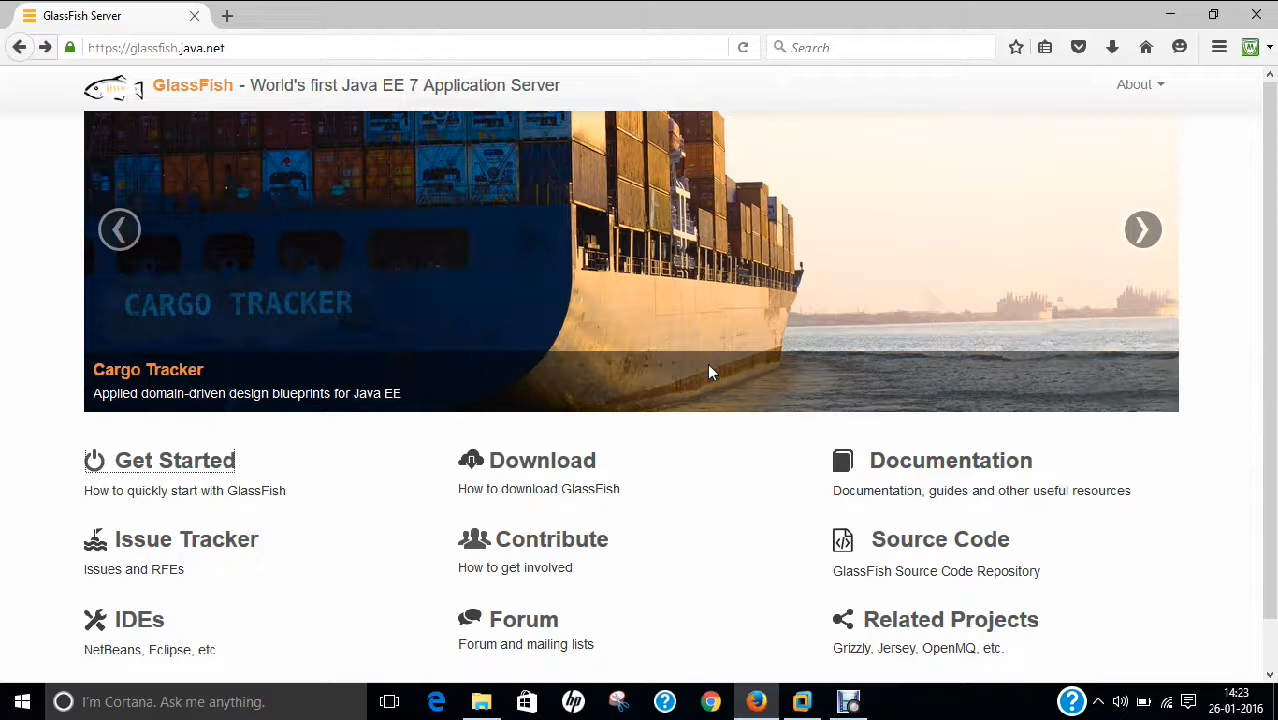 GlassFish Server
https://glassfish.java.net
Search
GlassFish - World's first Java EE 7 Application Server
About
CARGO TRACKER
Cargo Tracker
Applied domain-driven design blueprints for Java EE
Get Started
How to quickly start with GlassFish
Download
How to download GlassFish
Documentation
Documentation, guides and other useful resources
Issue Tracker
Issues and RFEs
Contribute
How to get involved
Source Code
GlassFish Source Code Repository
IDEs
NetBeans, Eclipse, etc
Forum
Forum and mailing lists
Related Projects
Grizzly, Jersey, OpenMQ, etc.
I'm Cortana. Ask me anything.
14:23
26-01-2016